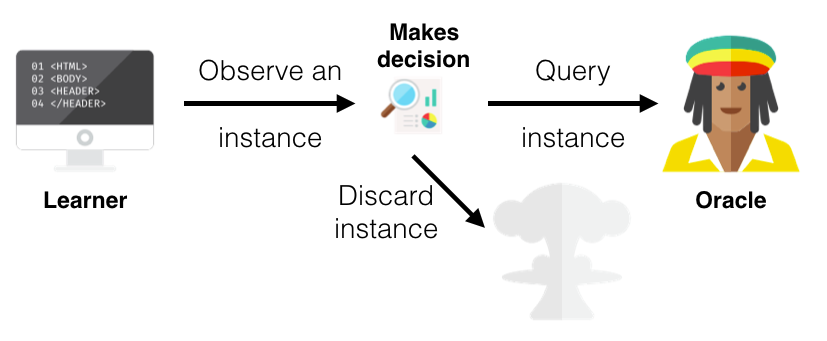 01 <HTML>
02 <BODY>
03 <HEADER>
04 </HEADER>
Learner
Observe an
instance
Makes
decision
Discard
instance
Query
instance
Oracle